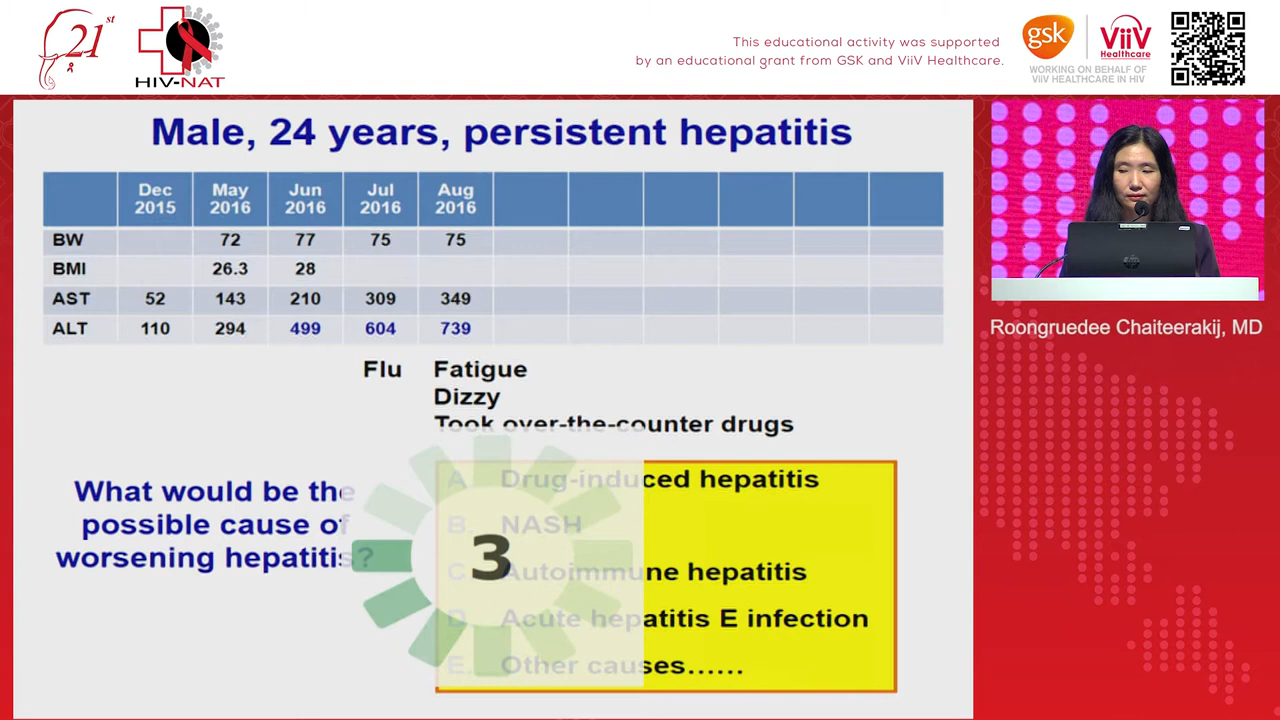 21st
HIV-NAT
This educational activity was supported
by an educational grant from GSK and ViiV Healthcare.
gsk
ViiV
Healthcare
WORKING ON BEHALF OF
ViiV HEALTHCARE IN HIV
Male, 24 years, persistent hepatitis
Dec 2015 May 2016 Jun 2016 Jul 2016 Aug 2016
BW 72 77 75 75
BMI 26.3 28
AST 52 143 210 309 349
ALT 110 294 499 604 739
Flu Fatigue
Dizzy
Took over-the-counter drugs
What would be the
possible cause of
worsening hepatitis?
A. Drug-induced hepatitis
B. NASH
C. Autoimmune hepatitis
D. Acute hepatitis E infection
E. Other causes......
3
Roongruedee Chaiteerakij, MD